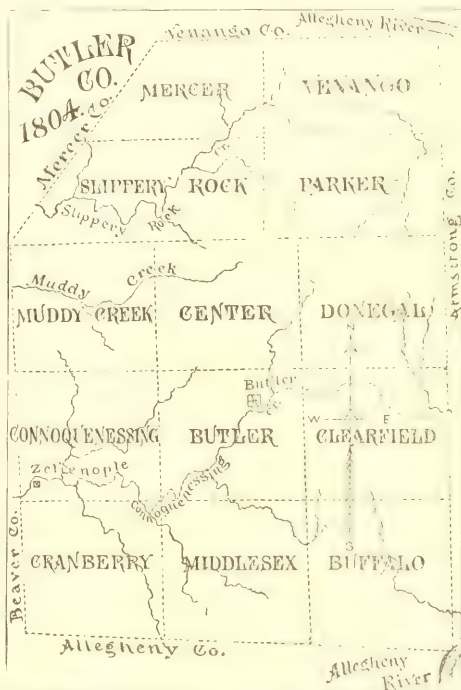 BUTLER
CO.
1804.
Venango Co.
Allegheny River
Mercer Co.
MERCER
VENANGO
SLIPPERY ROCK
Cr.
PARKER
Slippery Rock
Armstrong Co.
Muddy Creek
MUDDY CREEK
CENTER
DONEGAL
N
Butler
Cr.
W
E
CONNOQUENESSING
BUTLER
CLEARFIELD
Zelienople
Connoquenessing
Beaver Co.
S
CRANBERRY
MIDDLESEX
BUFFALO
Allegheny Co.
Allegheny
River